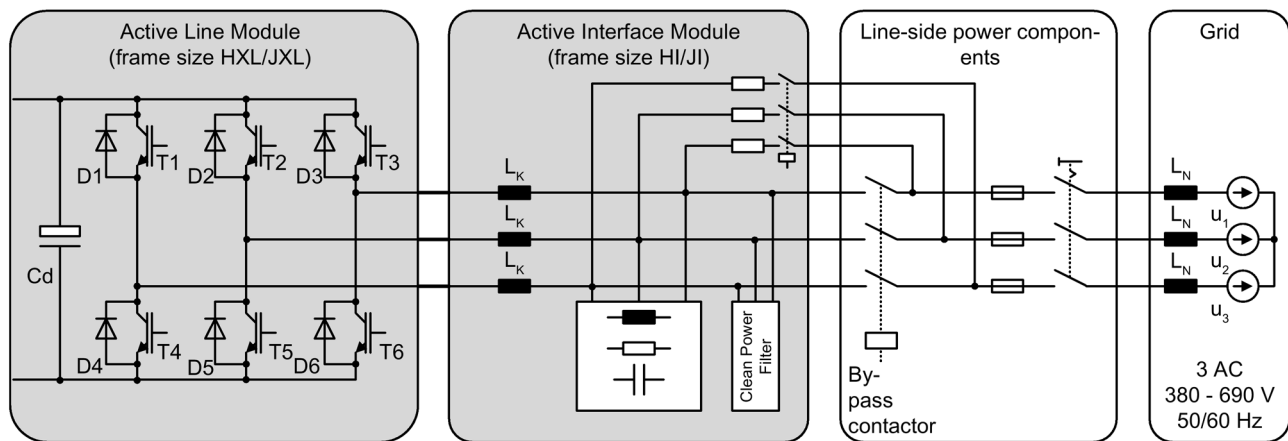 Active Line Module
(frame size HXL/JXL)
D1
T1
D2
T2
D3
T3
Cd
D4
T4
D5
T5
D6
T6
Active Interface Module
(frame size HI/JI)
LK
LK
LK
Clean Power
Filter
Line-side power compon-
ents
By-
pass
contactor
Grid
LN
u1
LN
u2
LN
u3
3 AC
380 - 690 V
50/60 Hz